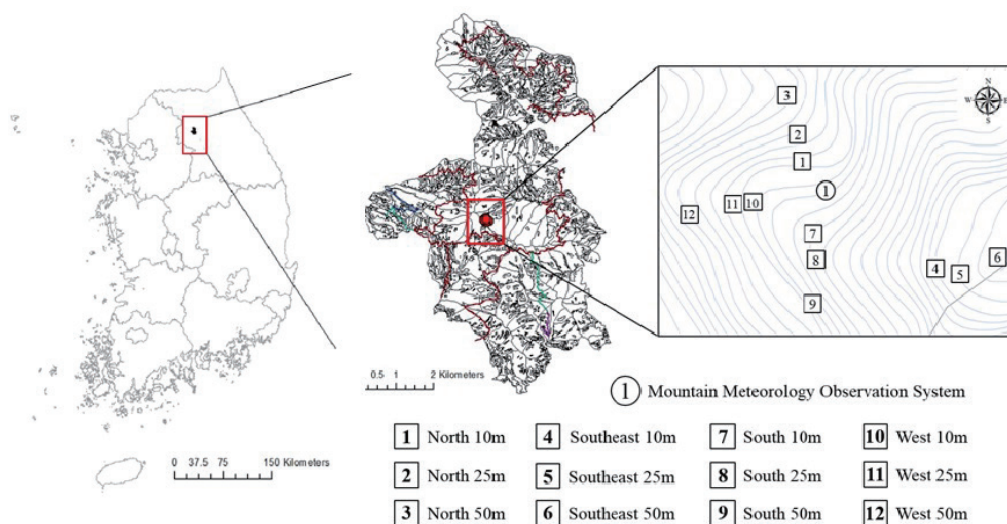 N
W
E
S
3
2
1
1
11
10
12
7
8
9
4
5
6
0.5 1 2 Kilometers
0 37.5 75 150 Kilometers
1 Mountain Meteorology Observation System
1 North 10m
4 Southeast 10m
7 South 10m
10 West 10m
2 North 25m
5 Southeast 25m
8 South 25m
11 West 25m
3 North 50m
6 Southeast 50m
9 South 50m
12 West 50m